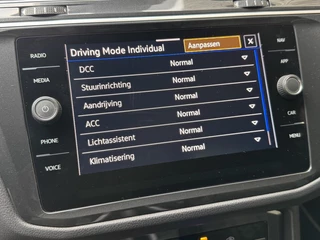 RADIO
MEDIA
PHONE
VOICE
Driving Mode Individual Aanpassen X
DCC Normal
Stuurinrichting Normal
Aandrijving Normal
ACC Normal
Lichtassistent Normal
Klimatisering Normal
NAV
APP
CAR
MENU